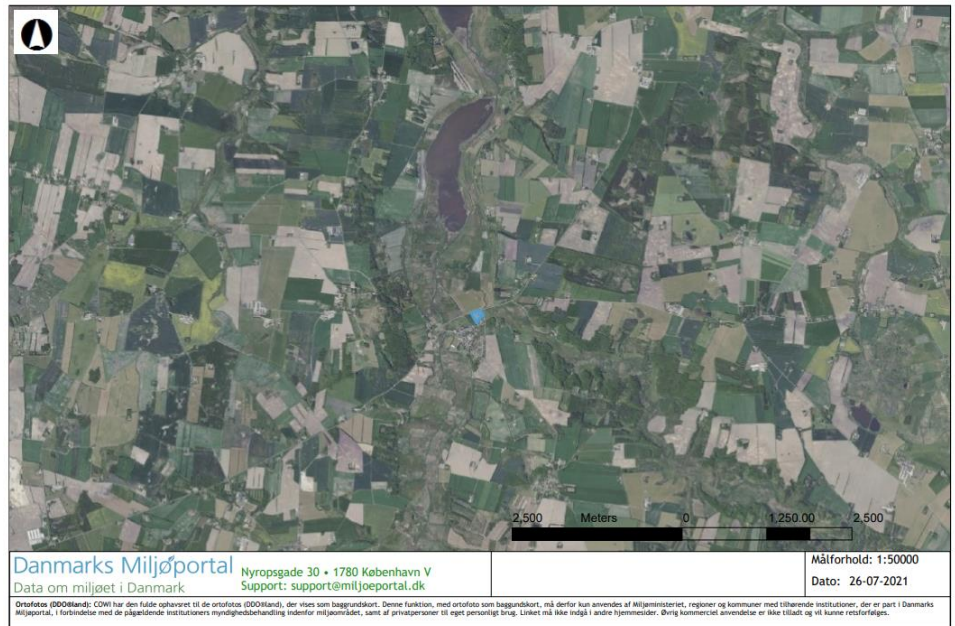 2,500 Meters 0 1,250.00 2,500
Danmarks Miljøportal
Data om miljøet i Danmark
Nyropsgade 30 • 1780 København V
Support: support@miljoeportal.dk
Målforhold: 1:50000
Dato: 26-07-2021
Ortofotos (DDO®land): COWI har den fulde ophavsret til de ortofotos (DDO®land), der vises som baggrundskort. Denne funktion, med ortofoto som baggrundskort, må derfor kun anvendes af Miljøministeriet, regioner og kommuner med tilhørende institutioner, der er part i Danmarks
Miljøportal, i forbindelse med de pågældende institutioners myndighedsbehandling indenfor miljøområdet, samt af privatpersoner til eget personligt brug. Linket må ikke indgå i andre hjemmesider. Øvrig kommerciel anvendelse er ikke tilladt og vil kunne retsforfølges.